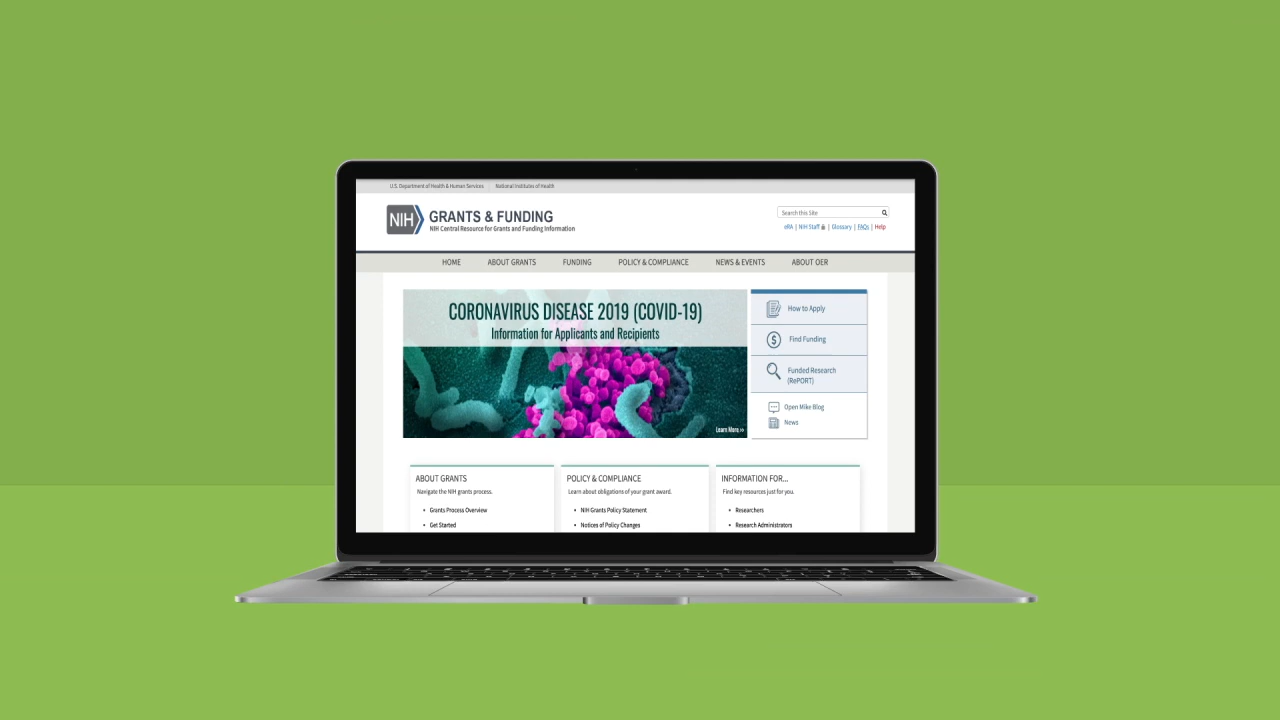 U.S. Department of Health & Human Services National Institutes of Health
NIH GRANTS & FUNDING
NIH Central Resource for Grants and Funding Information
Search this Site
eRA | NIH Staff | Glossary | FAQs | Help
HOME ABOUT GRANTS FUNDING POLICY & COMPLIANCE NEWS & EVENTS ABOUT OER
CORONAVIRUS DISEASE 2019 (COVID-19)
Information for Applicants and Recipients
Learn More >>
How to Apply
Find Funding
Funded Research
(RePORT)
Open Mike Blog
News
ABOUT GRANTS
Navigate the NIH grants process.
• Grants Process Overview
• Get Started
POLICY & COMPLIANCE
Learn about obligations of your grant award.
• NIH Grants Policy Statement
• Notices of Policy Changes
INFORMATION FOR...
Find key resources just for you.
• Researchers
• Research Administrators